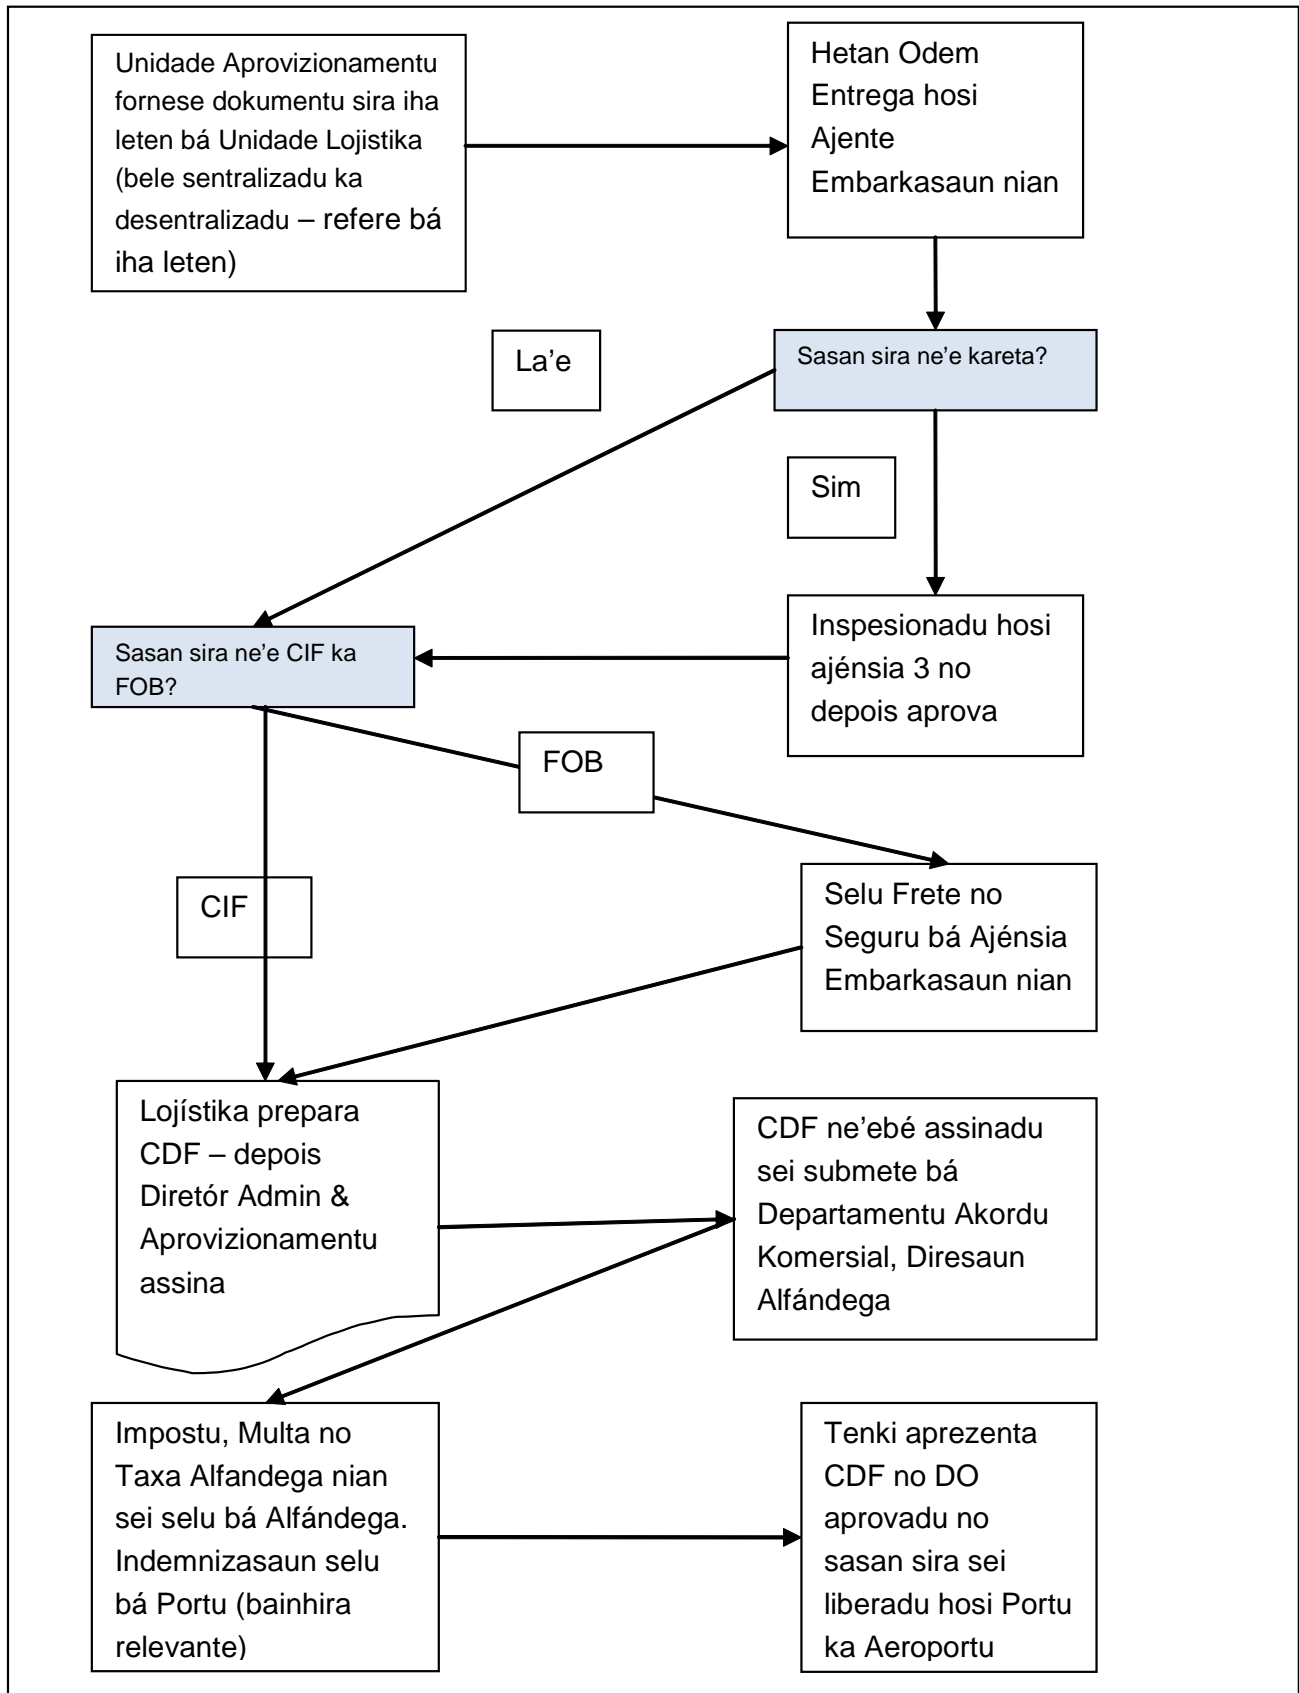 Unidade Aprovizionamentu
fornese dokumentu sira iha
leten bá Unidade Lojistika
(bele sentralizadu ka
desentralizadu – refere bá
iha leten)
Hetan Odem
Entrega hosi
Ajente
Embarkasaun nian
Sasan sira ne’e kareta?
La’e
Sim
Inspesionadu hosi
ajénsia 3 no
depois aprova
Sasan sira ne’e CIF ka
FOB?
FOB
CIF
Selu Frete no
Seguru bá Ajénsia
Embarkasaun nian
Lojístika prepara
CDF – depois
Diretór Admin &
Aprovizionamentu
assina
CDF ne’ebé assinadu
sei submete bá
Departamentu Akordu
Komersial, Diresaun
Alfándega
Impostu, Multa no
Taxa Alfandega nian
sei selu bá Alfándega.
Indemnizasaun selu
bá Portu (bainhira
relevante)
Tenki aprezenta
CDF no DO
aprovadu no
sasan sira sei
liberadu hosi Portu
ka Aeroportu